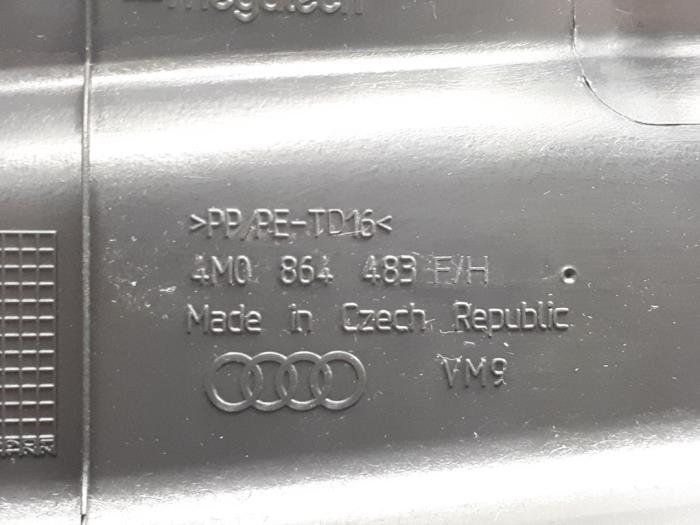 >PP/PE-TD16<
4M0 864 483 F/H
Made in Czech Republic
VM9